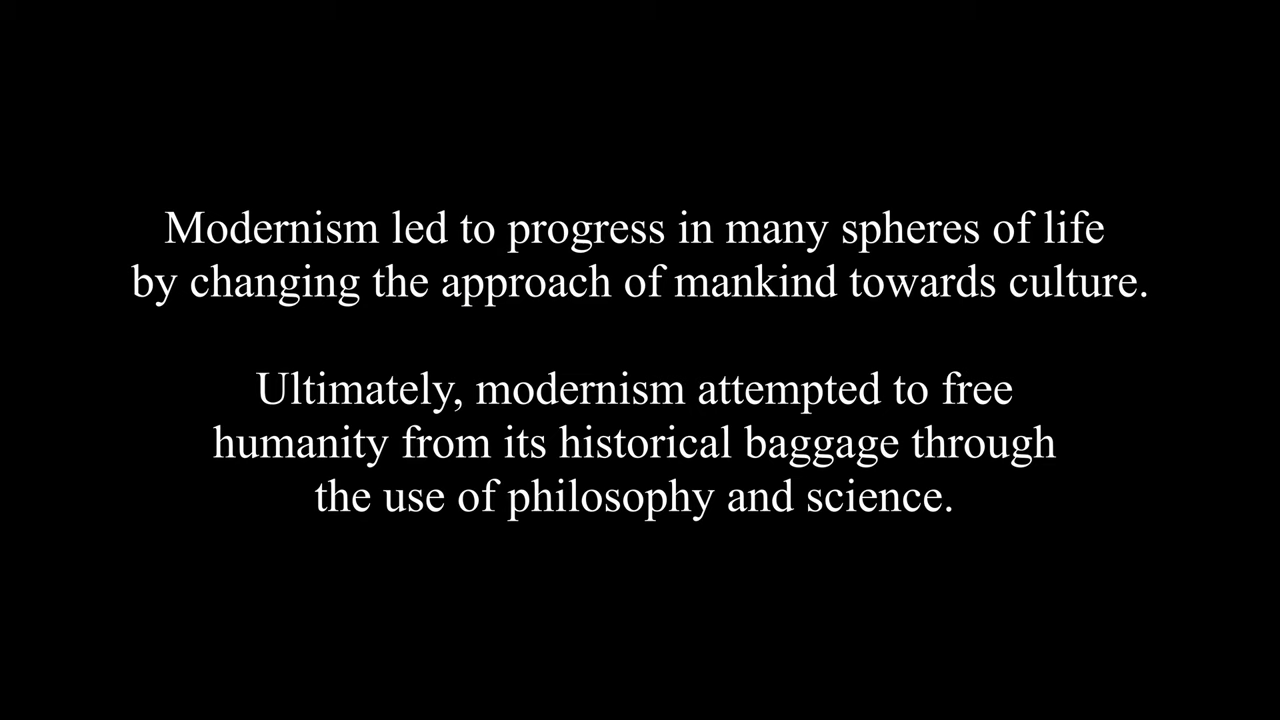 Modernism led to progress in many spheres of life
by changing the approach of mankind towards culture.
Ultimately, modernism attempted to free
humanity from its historical baggage through
the use of philosophy and science.